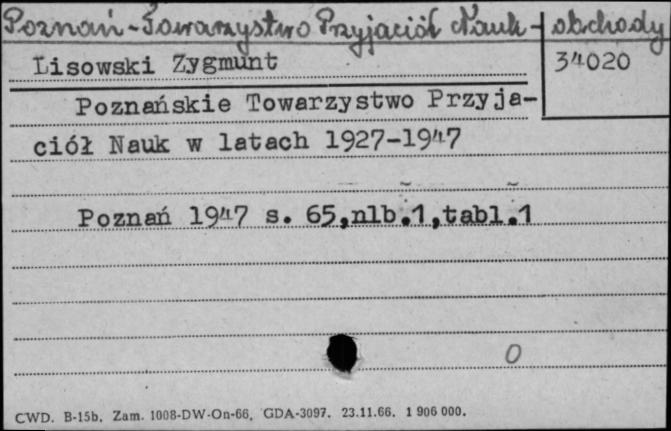 Poznań - Towarzystwo Przyjaciół Nauk - obchody
Lisowski Zygmunt
34020
Poznańskie Towarzystwo Przyja-
ciół Nauk w latach 1927-1947
Poznań 1947 s. 65,nlb.1,tabl.1
0
CWD. B-15b. Zam. 1008-DW-On-66. GDA-3097. 23.11.66. 1 906 000.